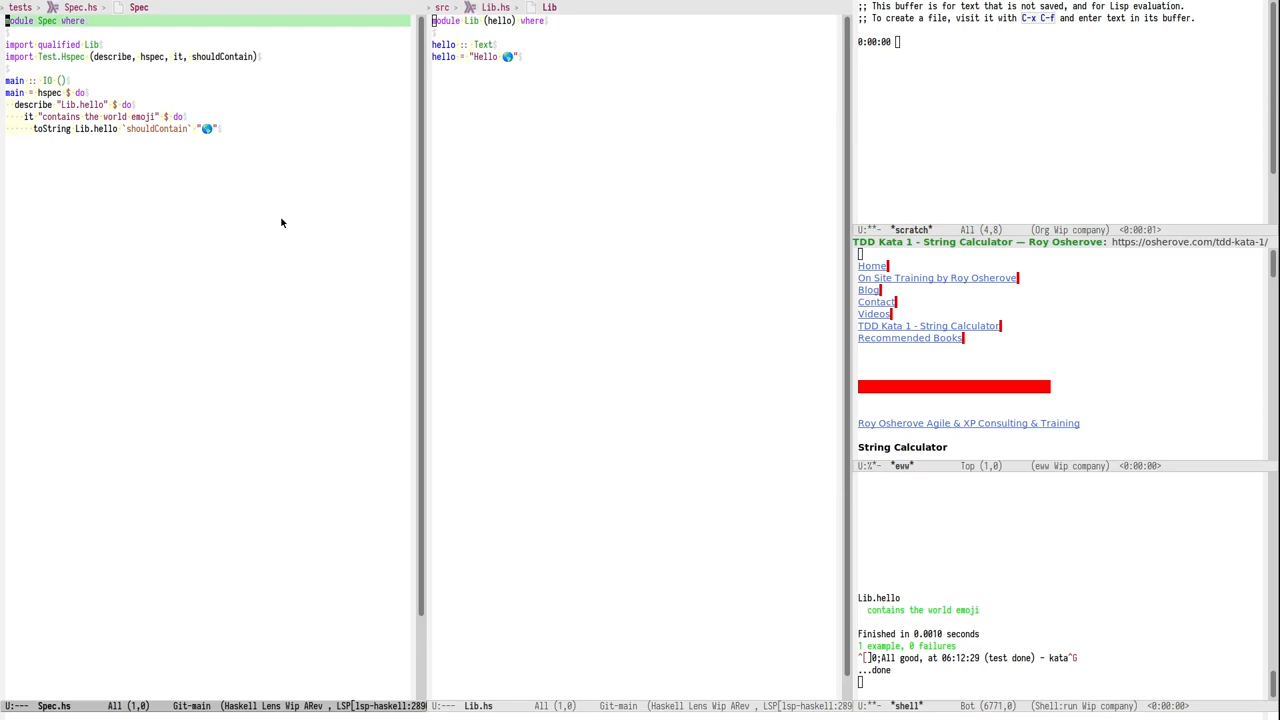 tests > Spec.hs > Spec
module Spec where
import qualified Lib
import Test.Hspec (describe, hspec, it, shouldContain)
main :: IO ()
main = hspec $ do
describe "Lib.hello" $ do
it "contains the world emoji" $ do
toString Lib.hello `shouldContain` "🌎"
U:--- Spec.hs All (1,0) Git-main (Haskell Lens Wip ARev , LSP[lsp-haskell:289
src > Lib.hs > Lib
module Lib (hello) where
hello :: Text
hello = "Hello 🌎"
U:--- Lib.hs All (1,0) Git-main (Haskell Lens Wip ARev , LSP[lsp-haskell:289
;; This buffer is for text that is not saved, and for Lisp evaluation.
;; To create a file, visit it with C-x C-f and enter text in its buffer.
0:00:00
U:**- *scratch* All (4,8) (Org Wip company) <0:00:01>
TDD Kata 1 - String Calculator — Roy Osherove: https://osherove.com/tdd-kata-1/
Home
On Site Training by Roy Osherove
Blog
Contact
Videos
TDD Kata 1 - String Calculator
Recommended Books
Roy Osherove Agile & XP Consulting & Training
String Calculator
U:%*- *eww* Top (1,0) (eww Wip company) <0:00:00>
Lib.hello
contains the world emoji
Finished in 0.0010 seconds
1 example, 0 failures
^[]0;All good, at 06:12:29 (test done) - kata^G
...done
U:**- *shell* Bot (6771,0) (Shell:run Wip company) <0:00:00>